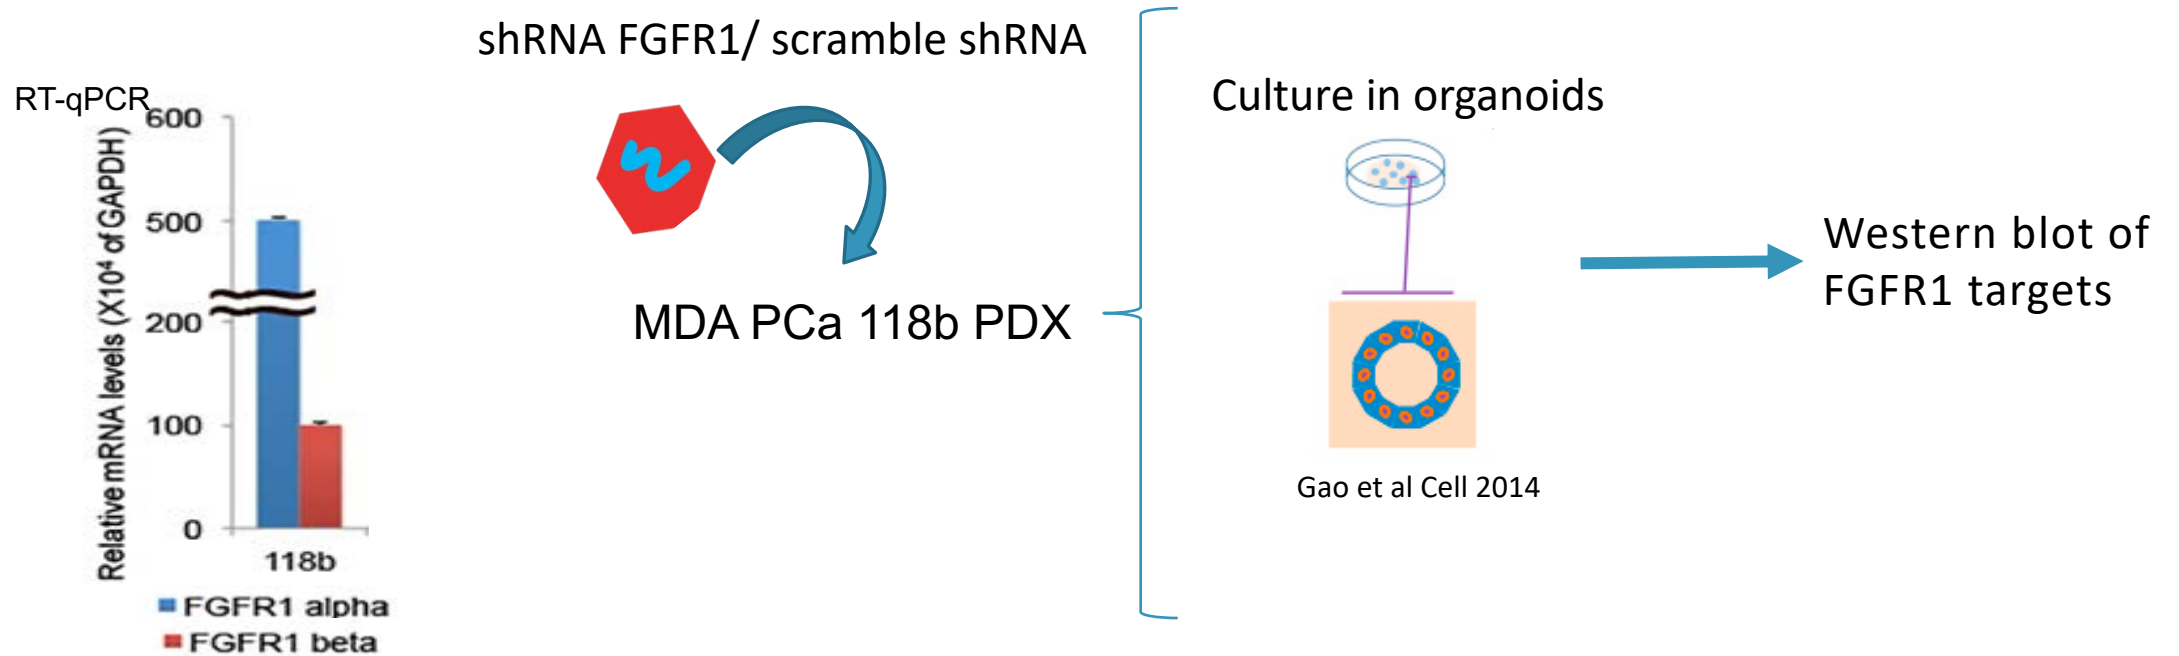 shRNA FGFR1/ scramble shRNA
RT-qPCR
Relative mRNA levels (X10⁴ of GAPDH)
600
500
200
100
0
118b
FGFR1 alpha
FGFR1 beta
MDA PCa 118b PDX
Culture in organoids
Gao et al Cell 2014
Western blot of
FGFR1 targets